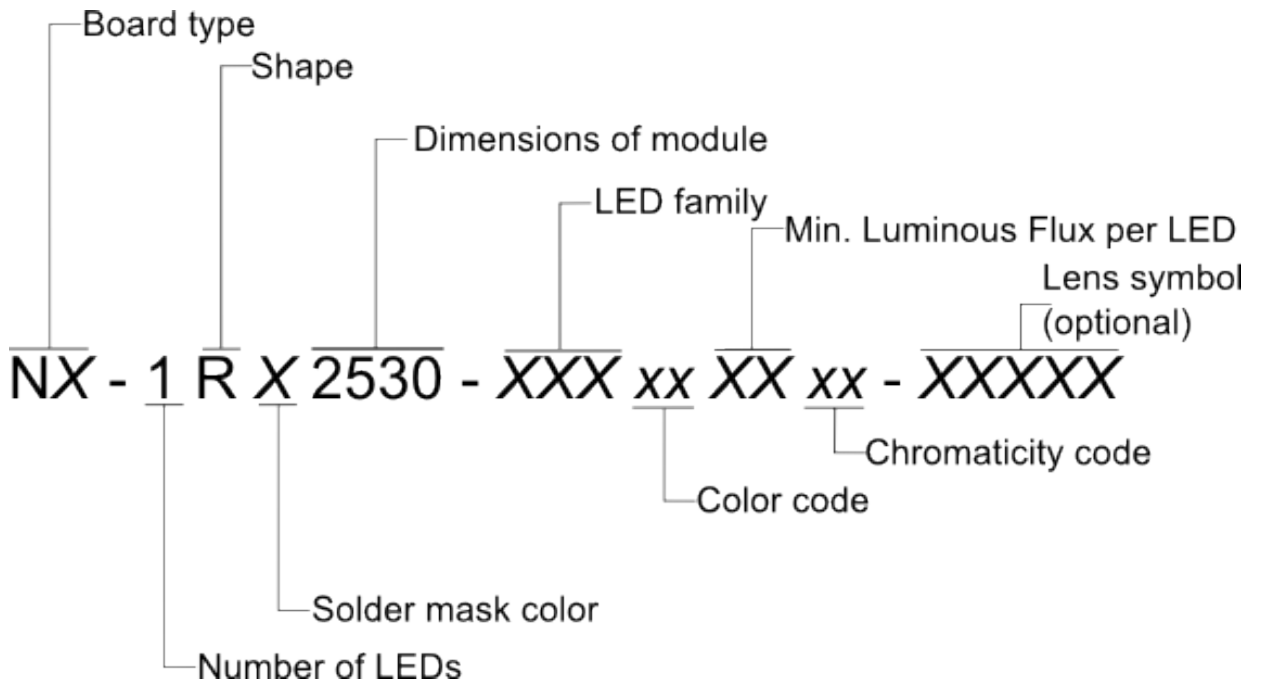 Board type
Shape
Dimensions of module
LED family
Min. Luminous Flux per LED
Lens symbol
(optional)
NX - 1 R X 2530 - XXX xx XX xx - XXXXX
Chromaticity code
Color code
Solder mask color
Number of LEDs